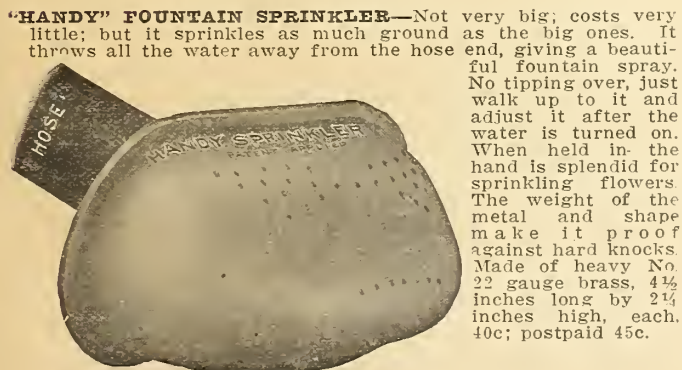 "HANDY" FOUNTAIN SPRINKLER—Not very big; costs very
little; but it sprinkles as much ground as the big ones. It
throws all the water away from the hose end, giving a beauti-
ful fountain spray.
No tipping over, just
walk up to it and
adjust it after the
water is turned on.
When held in the
hand is splendid for
sprinkling flowers.
The weight of the
metal and shape
make it proof
against hard knocks.
Made of heavy No.
22 gauge brass, 4½
inches long by 2¼
inches high, each,
40c; postpaid 45c.
HOSE
HANDY SPRINKLER